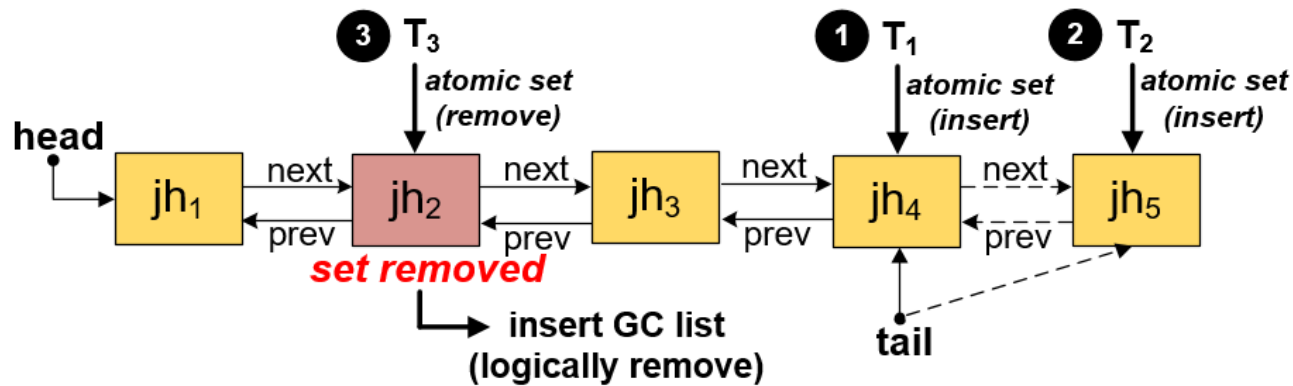 3 T₃
1 T₁
2 T₂
atomic set
(remove)
atomic set
(insert)
atomic set
(insert)
head
jh₁
next
prev
jh₂
next
prev
jh₃
next
prev
jh₄
next
prev
jh₅
set removed
insert GC list
(logically remove)
tail